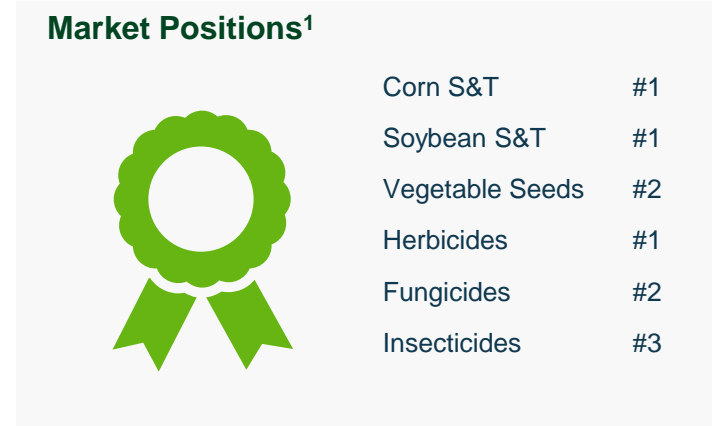 Market Positions¹
Corn S&T #1
Soybean S&T #1
Vegetable Seeds #2
Herbicides #1
Fungicides #2
Insecticides #3